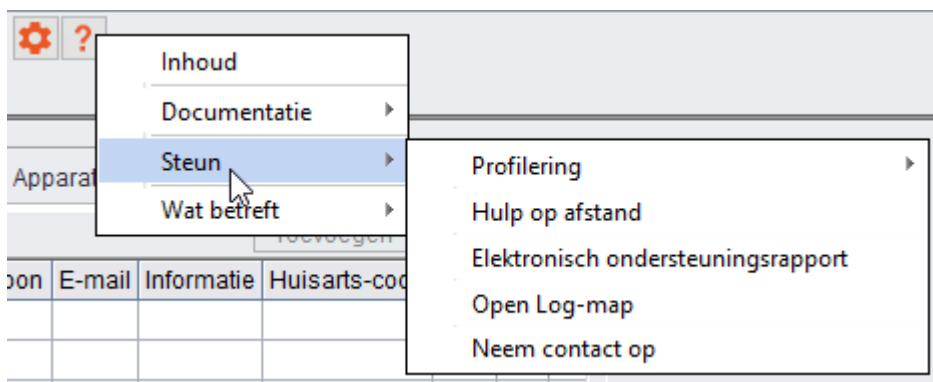 ?
Inhoud
Documentatie
Steun
Profilering
Wat betreft
Hulp op afstand
Elektronisch ondersteuningsrapport
Open Log-map
Neem contact op
Apparat
Toevoegen
oon E-mail Informatie Huisarts-coo